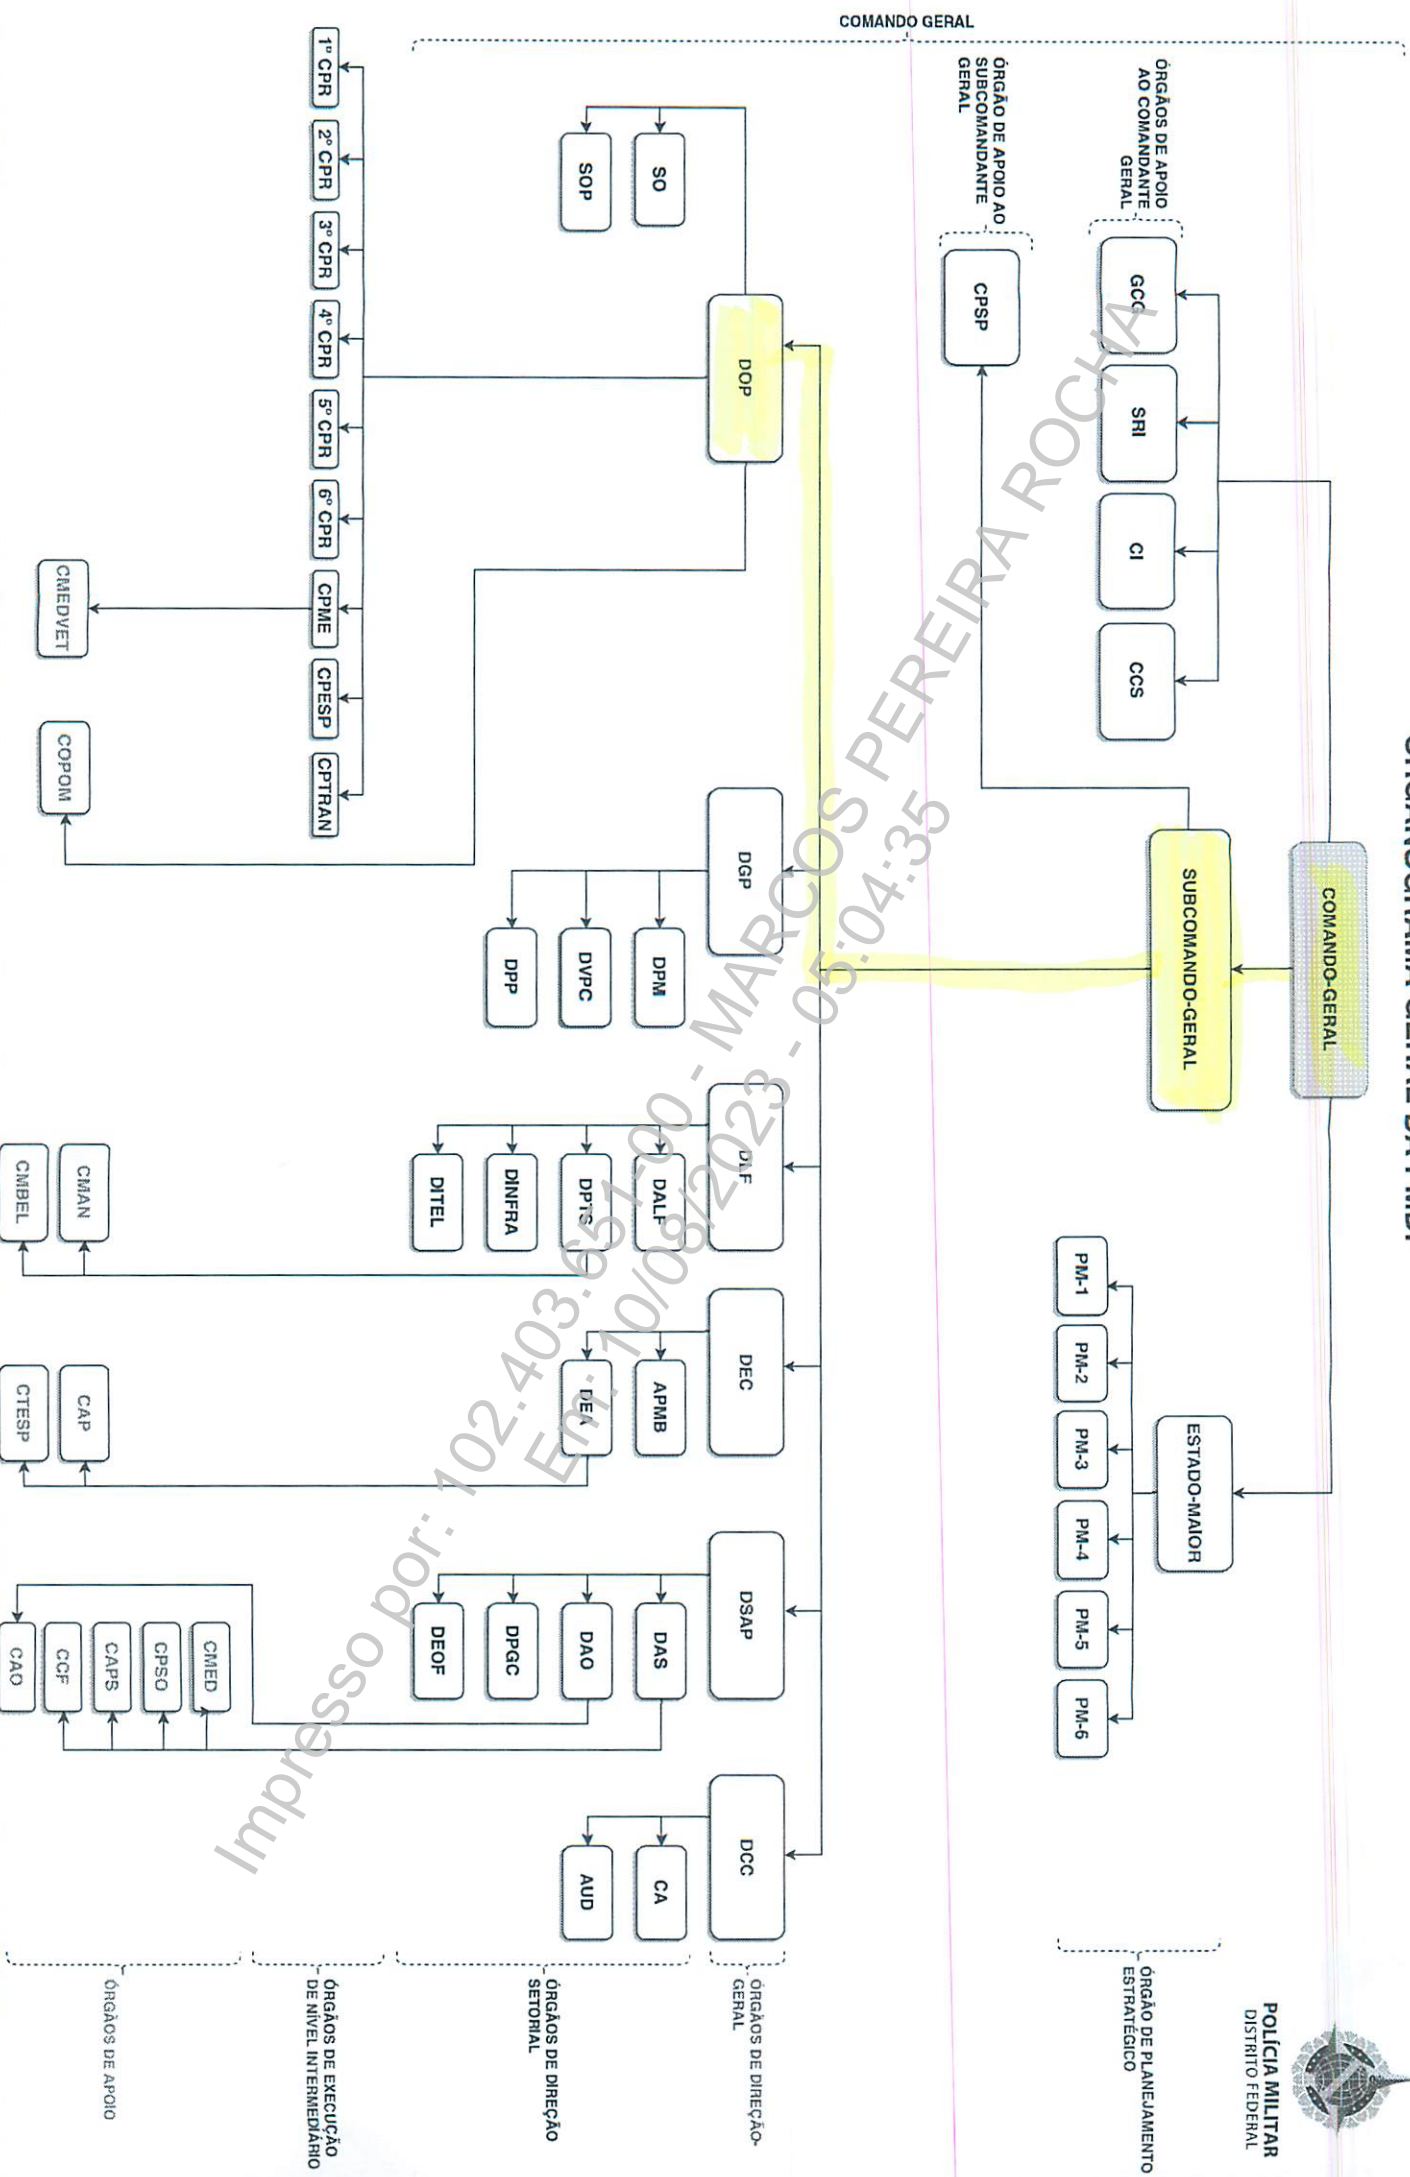 POLÍCIA MILITAR
DISTRITO FEDERAL
COMANDO-GERAL
SUBCOMANDO-GERAL
ESTADO-MAIOR
ÓRGÃOS DE APOIO
AO COMANDANTE
GERAL
GCG
SRI
CI
CCS
PM-1
PM-2
PM-3
PM-4
PM-5
PM-6
ÓRGÃO DE PLANEJAMENTO
ESTRATÉGICO
ÓRGÃO DE APOIO AO
SUBCOMANDANTE
GERAL
CPSP
COMANDO GERAL
DOP
DGP
DEC
DSAP
DCC
ÓRGÃOS DE DIREÇÃO-
GERAL
SO
SOP
DPM
DVPC
DPP
DALF
DPTS
DINFRA
DITEL
APMB
DEA
DAS
DAO
DPGC
DEOF
CA
AUD
ÓRGÃOS DE DIREÇÃO
SETORIAL
1º CPR
2º CPR
3º CPR
4º CPR
5º CPR
6º CPR
CPME
CPESP
CPTRAN
ÓRGÃOS DE EXECUÇÃO
DE NÍVEL INTERMEDIÁRIO
CMEDVET
COPOM
CMAN
CMBEL
CAP
CTESP
CMED
CPSO
CAPS
CCF
CAO
ÓRGÃOS DE APOIO
Impresso por: 102.403.651-00 - MARCOS PEREIRA ROCHA
Em: 10/08/2023 - 05:04:35